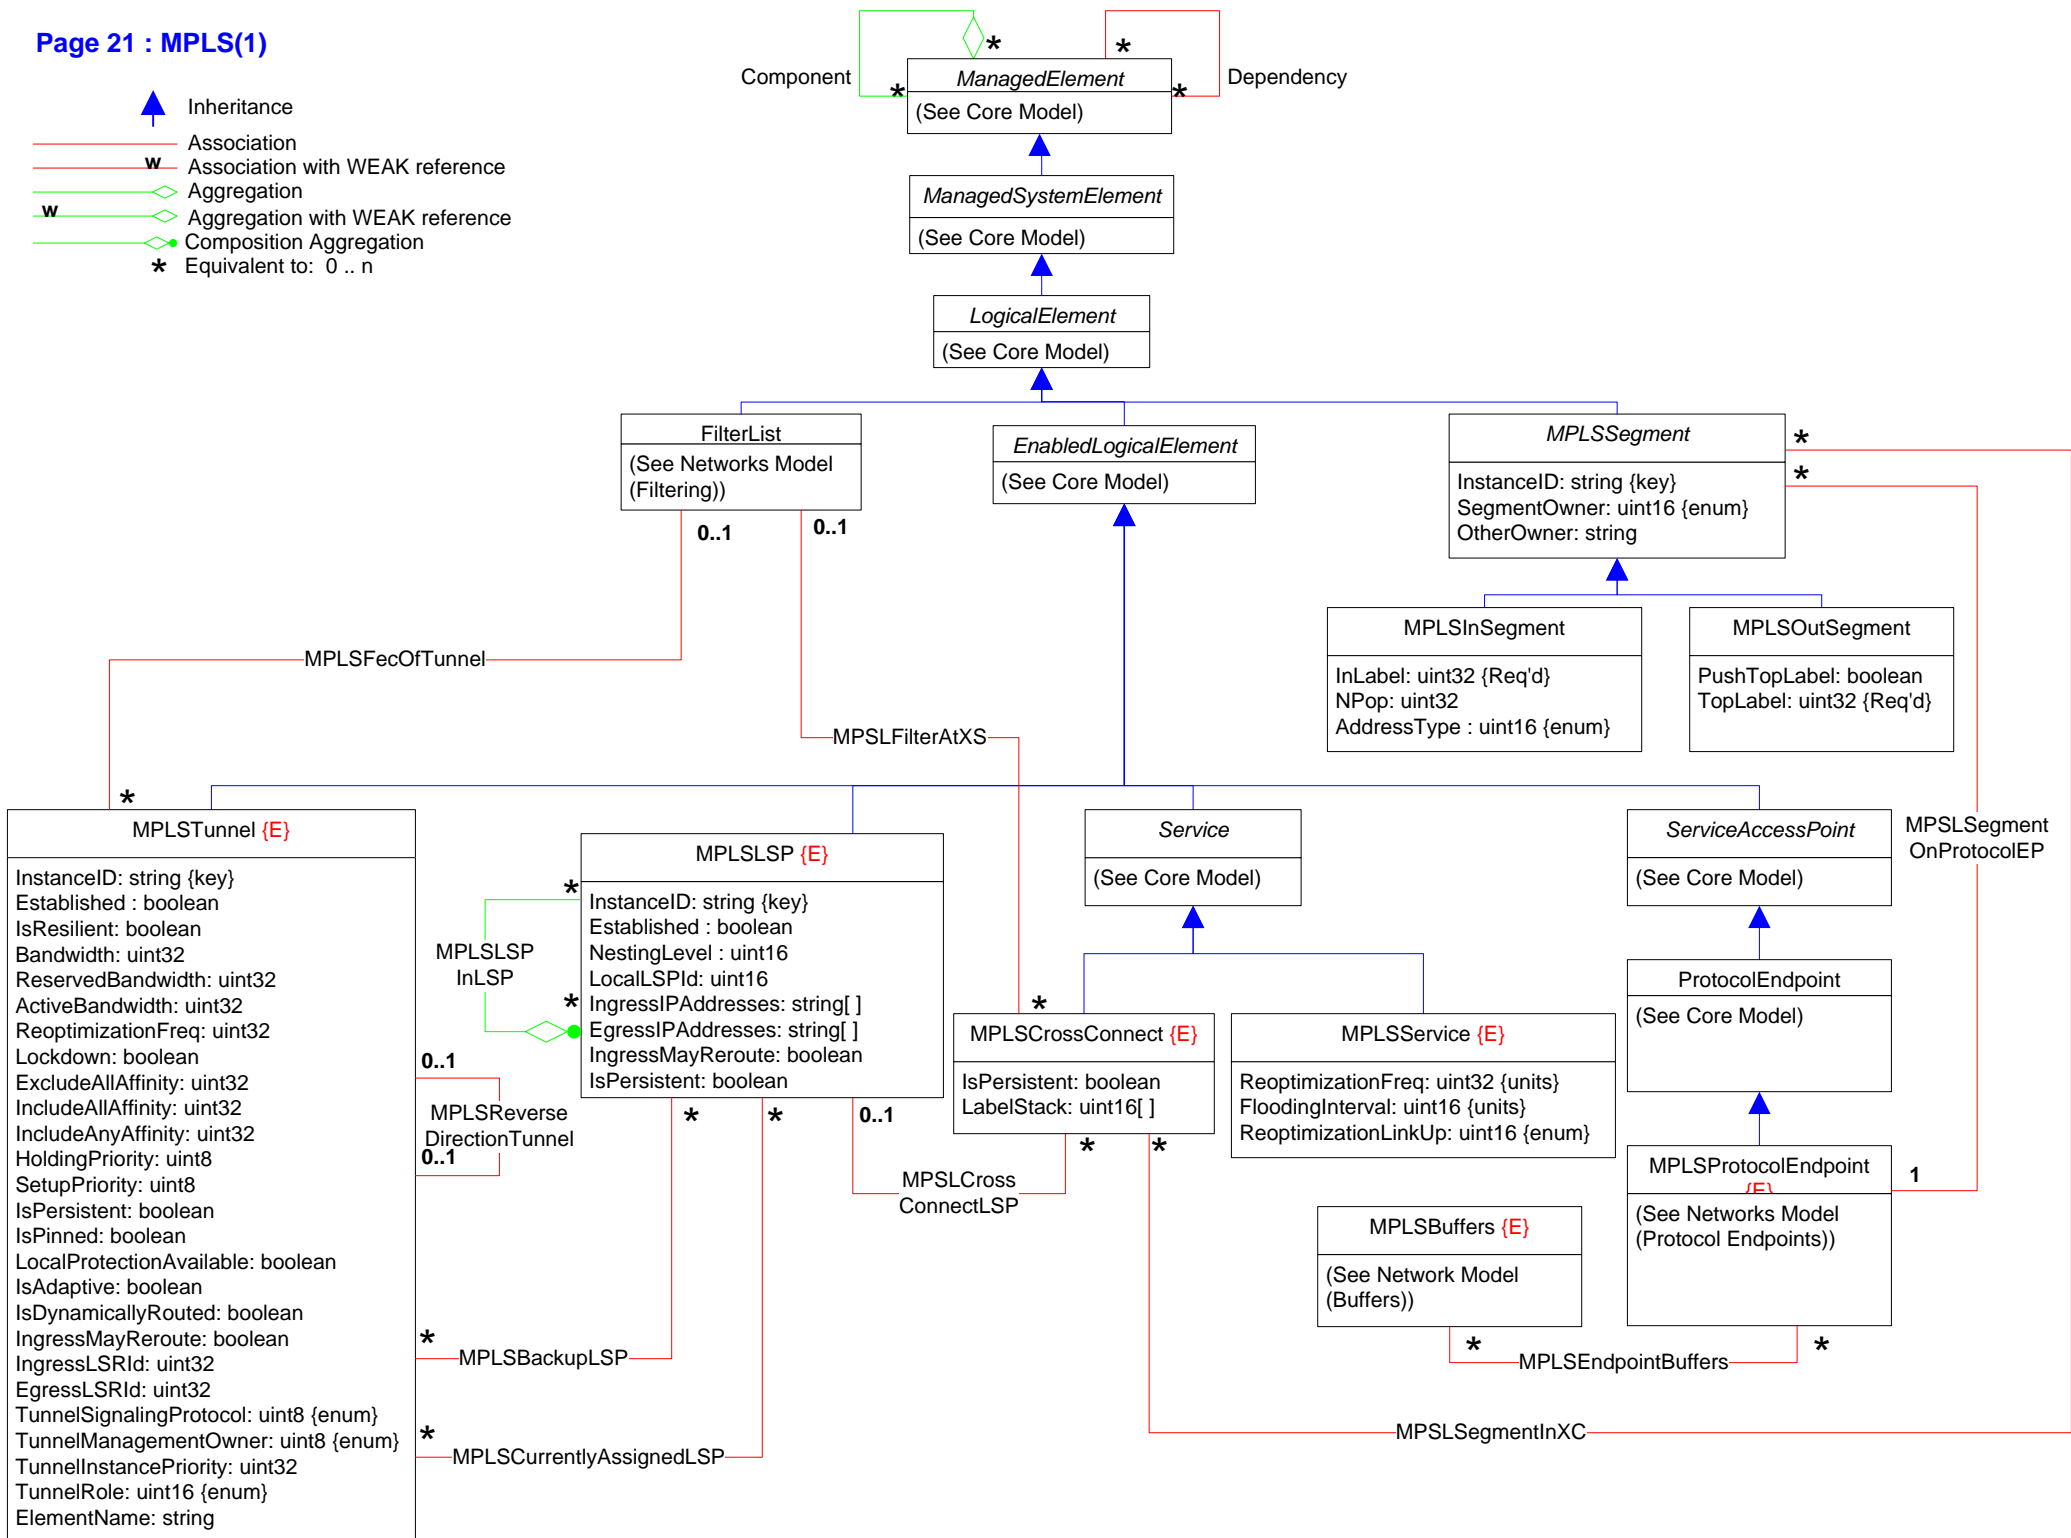 Page 21 : MPLS(1)
Inheritance
Association
w
Association with WEAK reference
Aggregation
w
Aggregation with WEAK reference
Composition Aggregation
* Equivalent to: 0 .. n
Component
*
*
Dependency
*
*
ManagedElement
(See Core Model)
ManagedSystemElement
(See Core Model)
LogicalElement
(See Core Model)
FilterList
(See Networks Model
(Filtering))
0..1
0..1
EnabledLogicalElement
(See Core Model)
MPLSSegment
InstanceID: string {key}
SegmentOwner: uint16 {enum}
OtherOwner: string
*
*
MPLSInSegment
InLabel: uint32 {Req'd}
NPop: uint32
AddressType : uint16 {enum}
MPLSOutSegment
PushTopLabel: boolean
TopLabel: uint32 {Req'd}
MPLSFecOfTunnel
MPSLFilterAtXS
*
MPLSTunnel {E}
InstanceID: string {key}
Established : boolean
IsResilient: boolean
Bandwidth: uint32
ReservedBandwidth: uint32
ActiveBandwidth: uint32
ReoptimizationFreq: uint32
Lockdown: boolean
ExcludeAllAffinity: uint32
IncludeAllAffinity: uint32
IncludeAnyAffinity: uint32
HoldingPriority: uint8
SetupPriority: uint8
IsPersistent: boolean
IsPinned: boolean
LocalProtectionAvailable: boolean
IsAdaptive: boolean
IsDynamicallyRouted: boolean
IngressMayReroute: boolean
IngressLSRId: uint32
EgressLSRId: uint32
TunnelSignalingProtocol: uint8 {enum}
TunnelManagementOwner: uint8 {enum}
TunnelInstancePriority: uint32
TunnelRole: uint16 {enum}
ElementName: string
0..1
MPLSReverse
DirectionTunnel
0..1
*
MPLSLSP
InLSP
*
MPLSLSP {E}
InstanceID: string {key}
Established : boolean
NestingLevel : uint16
LocalLSPId: uint16
IngressIPAddresses: string[ ]
EgressIPAddresses: string[ ]
IngressMayReroute: boolean
IsPersistent: boolean
*
*
0..1
*
MPLSBackupLSP
*
MPLSCurrentlyAssignedLSP
MPSLCross
ConnectLSP
Service
(See Core Model)
ServiceAccessPoint
(See Core Model)
MPSLSegment
OnProtocolEP
*
MPLSCrossConnect {E}
IsPersistent: boolean
LabelStack: uint16[ ]
*
*
MPLSService {E}
ReoptimizationFreq: uint32 {units}
FloodingInterval: uint16 {units}
ReoptimizationLinkUp: uint16 {enum}
ProtocolEndpoint
(See Core Model)
MPLSProtocolEndpoint
{E}
(See Networks Model
(Protocol Endpoints))
1
MPLSBuffers {E}
(See Network Model
(Buffers))
*
MPLSEndpointBuffers
*
MPSLSegmentInXC